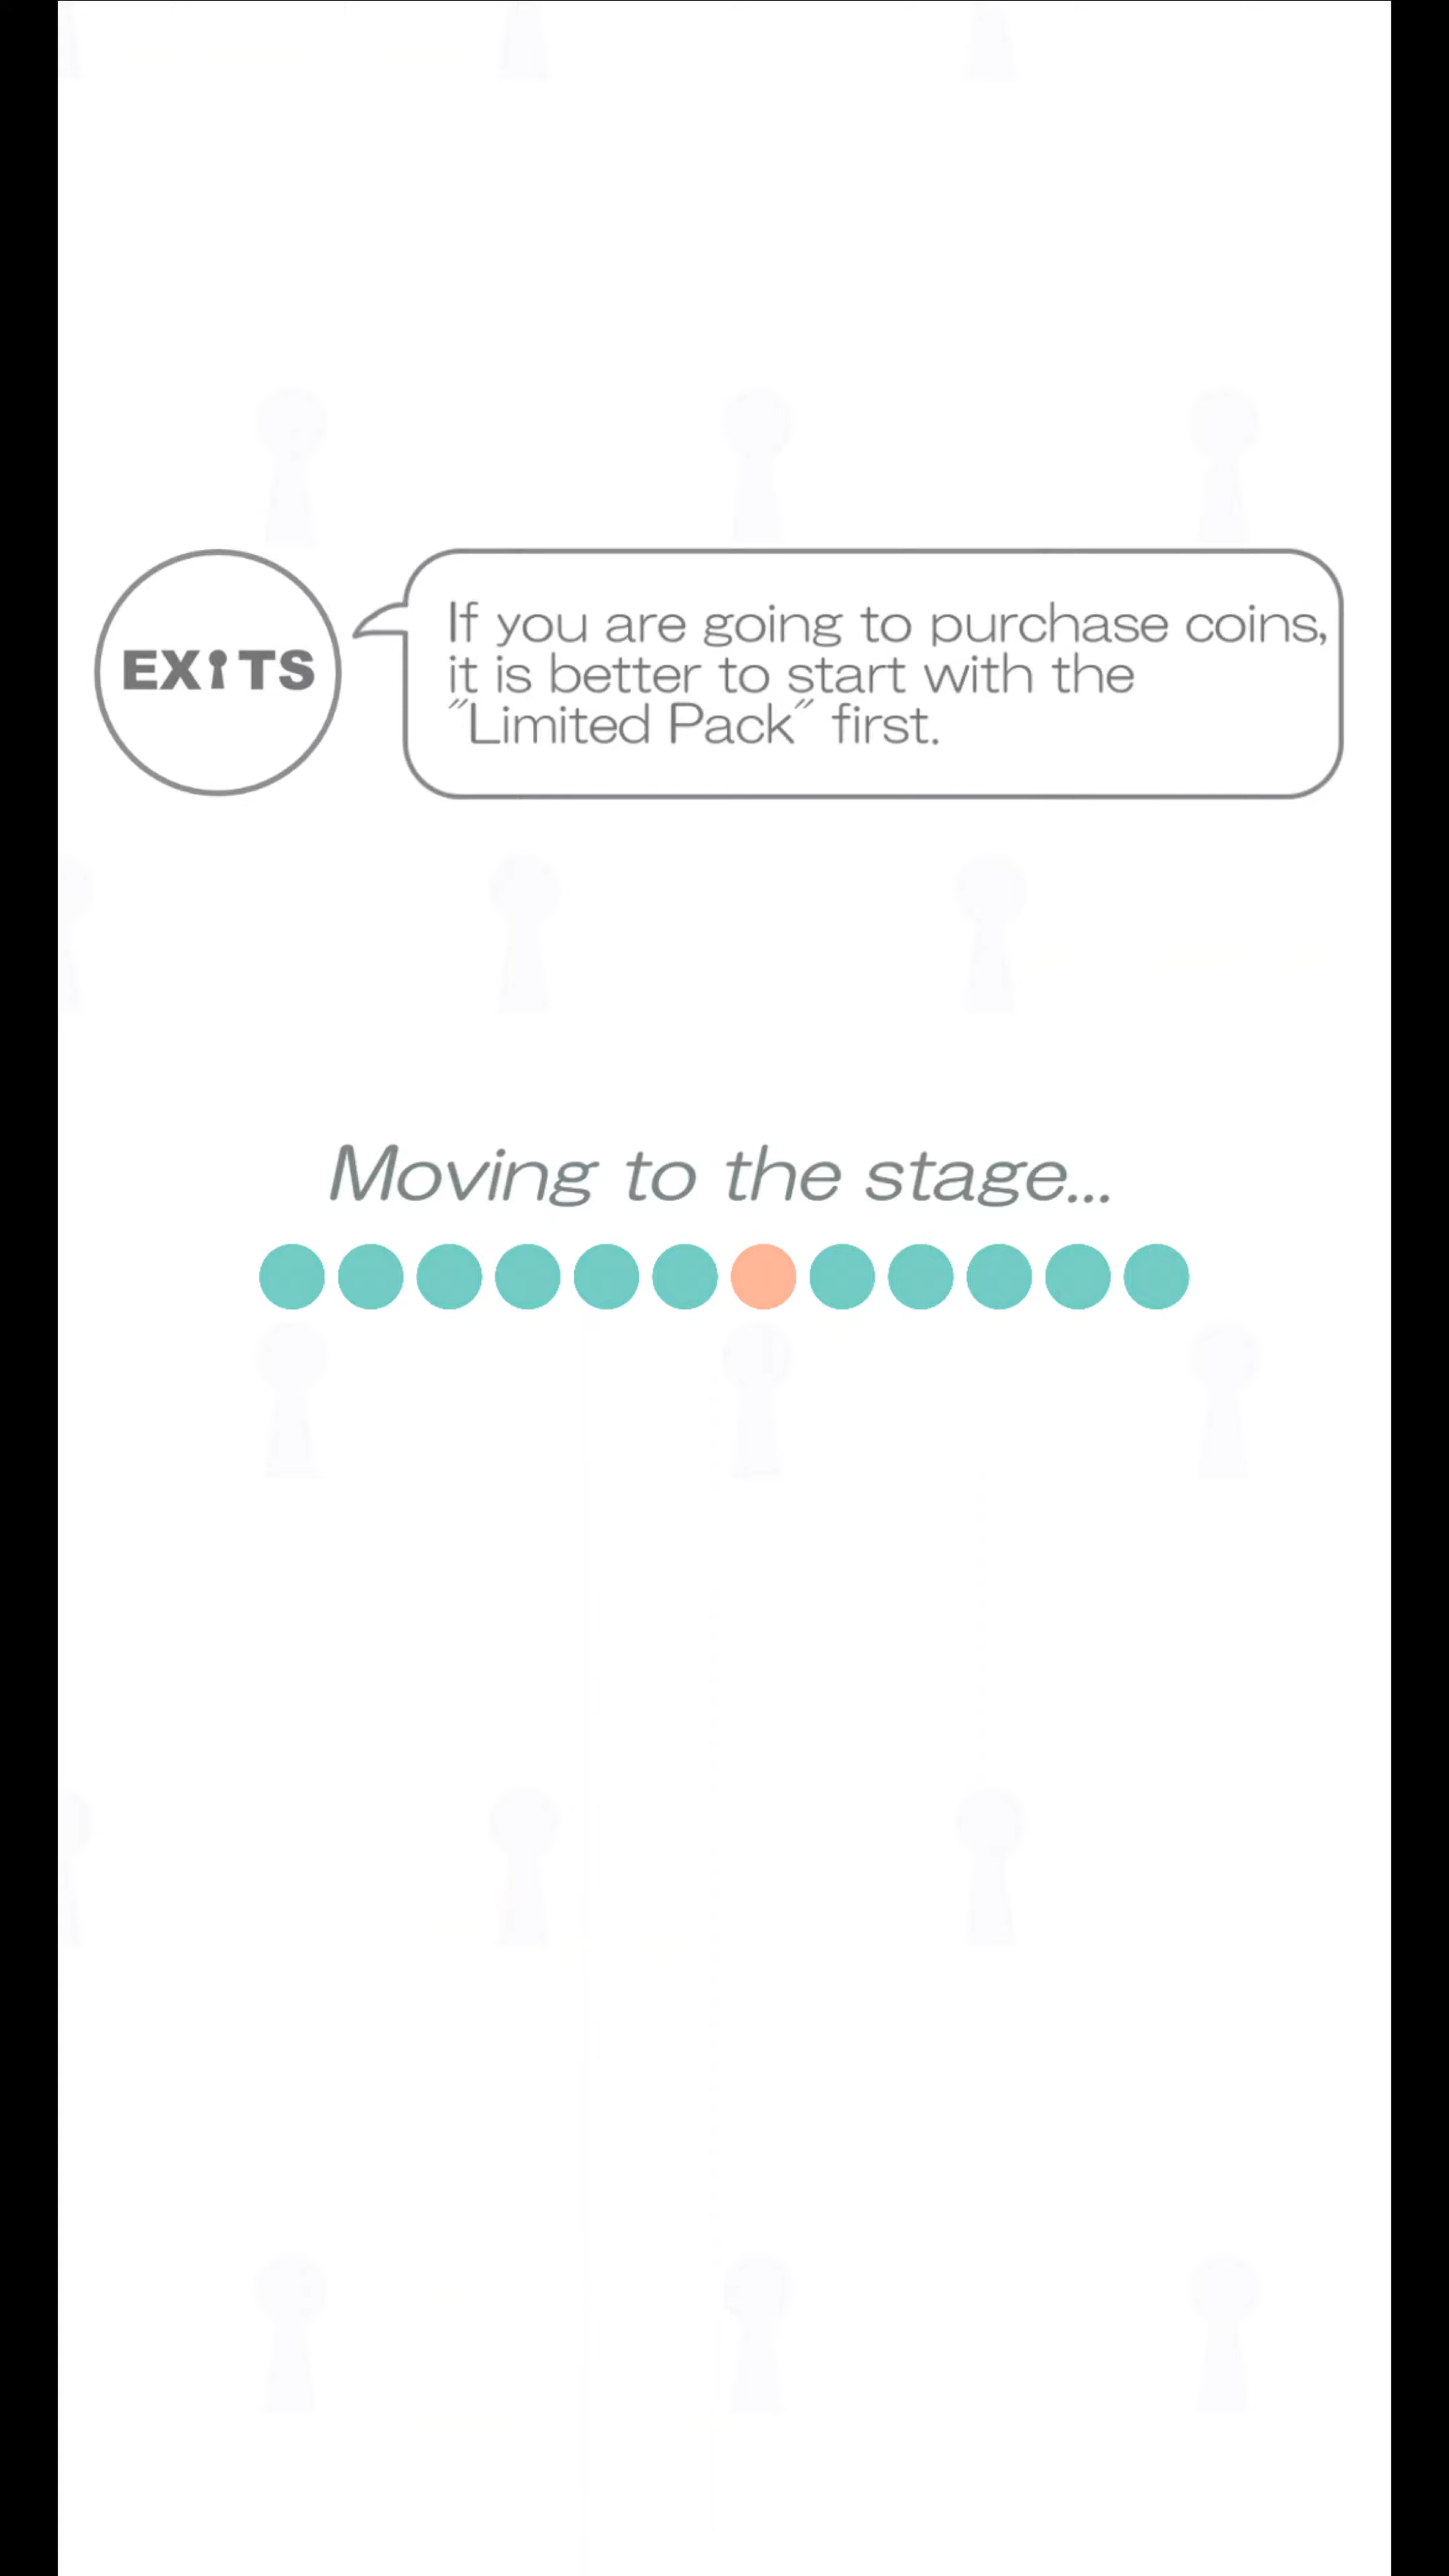 EXITS
If you are going to purchase coins,
it is better to start with the
"Limited Pack" first.
Moving to the stage...